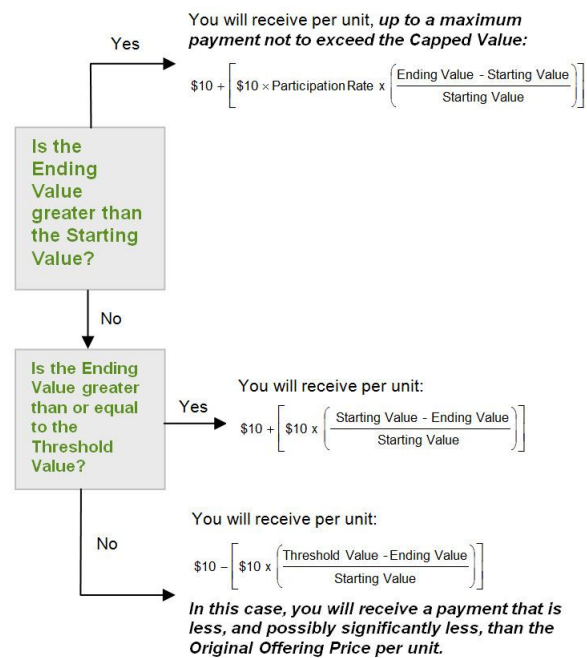 You will receive per unit, up to a maximum
payment not to exceed the Capped Value:
Yes
$10 + [ $10 × Participation Rate x ( Ending Value - Starting Value / Starting Value ) ]
Is the
Ending
Value
greater than
the Starting
Value?
No
Is the Ending
Value greater
than or equal
to the
Threshold
Value?
Yes
You will receive per unit:
$10 + [ $10 x ( Starting Value - Ending Value / Starting Value ) ]
You will receive per unit:
No
$10 − [ $10 x ( Threshold Value - Ending Value / Starting Value ) ]
In this case, you will receive a payment that is
less, and possibly significantly less, than the
Original Offering Price per unit.